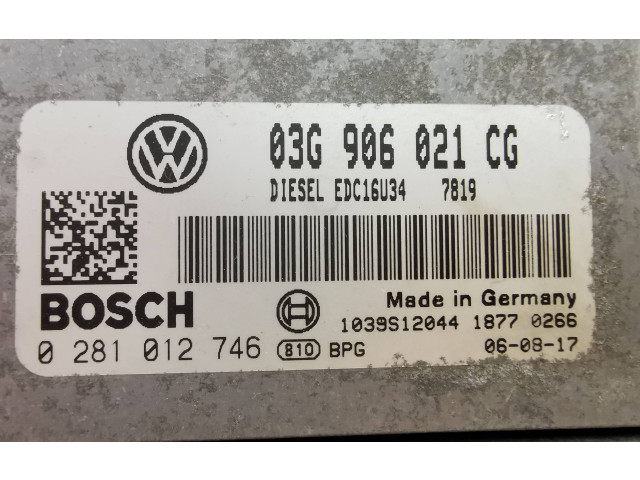 03G 906 021 CG
DIESEL EDC16U34 7819
BOSCH
Made in Germany
1039S12044 1877 0266
0 281 012 746 810 BPG 06-08-17